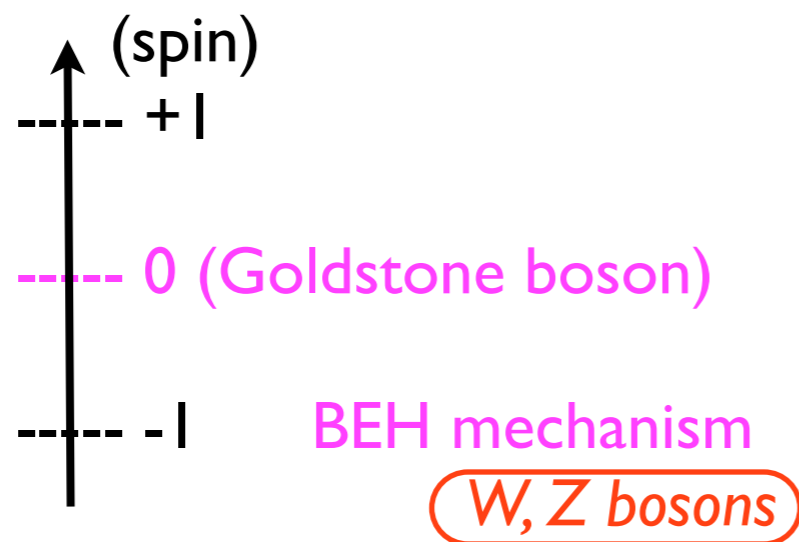 (spin)
+1
0 (Goldstone boson)
-1
BEH mechanism
W, Z bosons